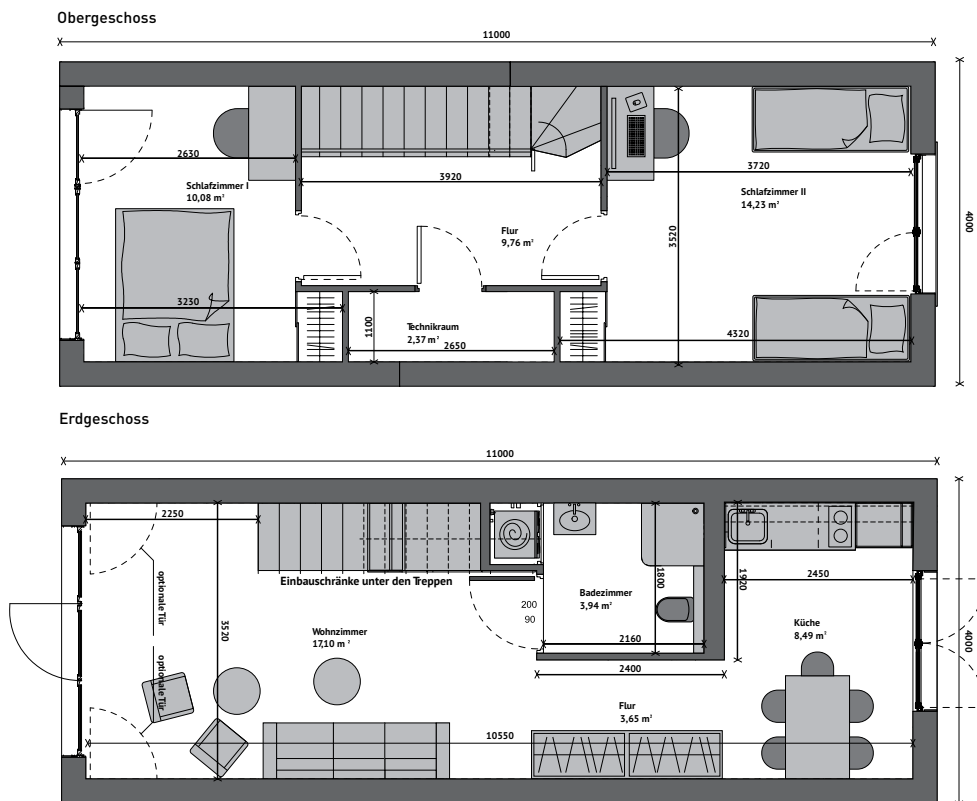 Obergeschoss
11000
2630
Schlafzimmer I
10,08 m²
3920
3720
Schlafzimmer II
14,23 m²
4000
Flur
9,76 m²
3520
3230
1100
Technikraum
2,37 m²
2650
4320
Erdgeschoss
11000
2250
Einbauschränke unter den Treppen
optionale Tür
3520
Wohnzimmer
17,10 m²
200
90
Badezimmer
3,94 m²
1800
1920
2450
Küche
8,49 m²
4000
2160
2400
optionale Tür
Flur
3,65 m²
10550